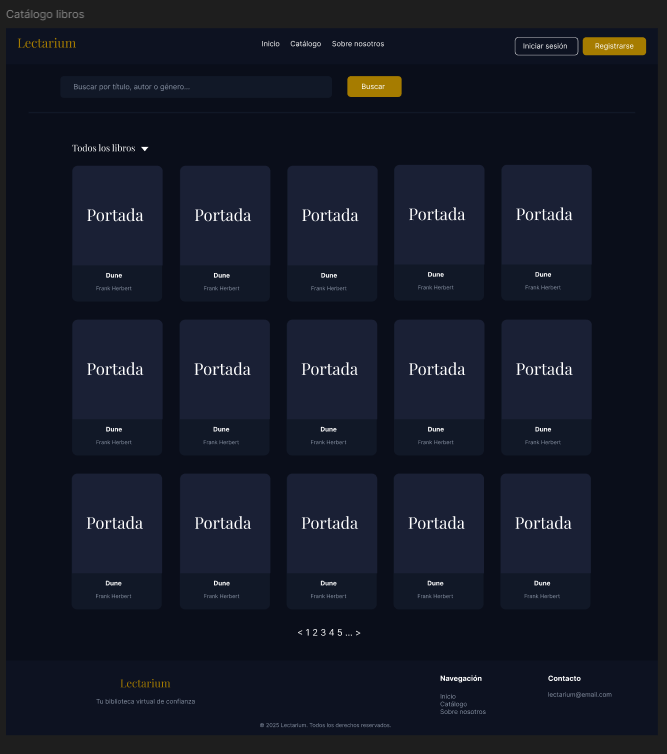 Catálogo libros
Lectarium
Inicio Catálogo Sobre nosotros
Iniciar sesión Registrarse
Buscar por título, autor o género...
Buscar
Todos los libros
Portada Portada Portada Portada Portada
Dune Dune Dune Dune Dune
Frank Herbert Frank Herbert Frank Herbert Frank Herbert Frank Herbert
Portada Portada Portada Portada Portada
Dune Dune Dune Dune Dune
Frank Herbert Frank Herbert Frank Herbert Frank Herbert Frank Herbert
Portada Portada Portada Portada Portada
Dune Dune Dune Dune Dune
Frank Herbert Frank Herbert Frank Herbert Frank Herbert Frank Herbert
< 1 2 3 4 5 ... >
Lectarium
Tu biblioteca virtual de confianza
Navegación
Inicio
Catálogo
Sobre nosotros
Contacto
lectarium@email.com
© 2025 Lectarium. Todos los derechos reservados.